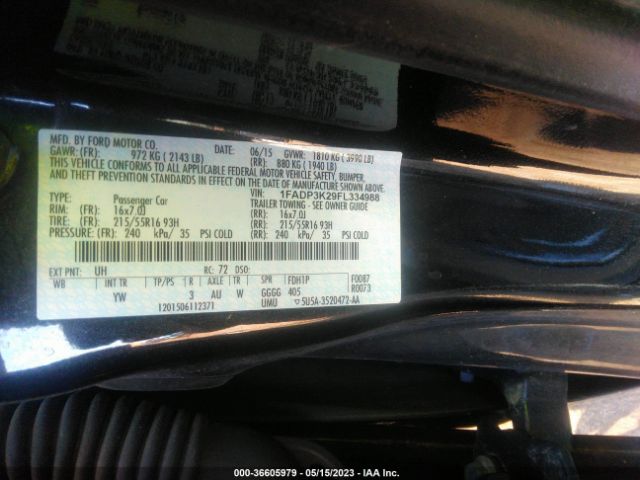 MFD. BY FORD MOTOR CO. DATE: 06/15 GVWR: 1810 KG ( 3990 LB)
GAWR: (FR): 972 KG ( 2143 LB) (RR): 880 KG ( 1940 LB)
THIS VEHICLE CONFORMS TO ALL APPLICABLE FEDERAL MOTOR VEHICLE SAFETY, BUMPER,
AND THEFT PREVENTION STANDARDS IN EFFECT ON THE DATE OF MANUFACTURE SHOWN ABOVE.
VIN: 1FADP3K29FL334988
TYPE: Passenger Car TRAILER TOWING - SEE OWNER GUIDE
RIM: (FR): 16x7.0J (RR): 16x7.0J
TIRE: (FR): 215/55R16 93H (RR): 215/55R16 93H
PRESSURE: (FR): 240 kPa/ 35 PSI COLD (RR): 240 kPa/ 35 PSI COLD
EXT PNT: UH RC: 72 DSO:
WB INT TR TP/PS R AXLE TR SPR FDH1P F0087
YW 3 AU W GGGG 405 R0073
1201506112371 UMU 5U5A-3520472-AA
000-36605979 - 05/15/2023 - IAA Inc.